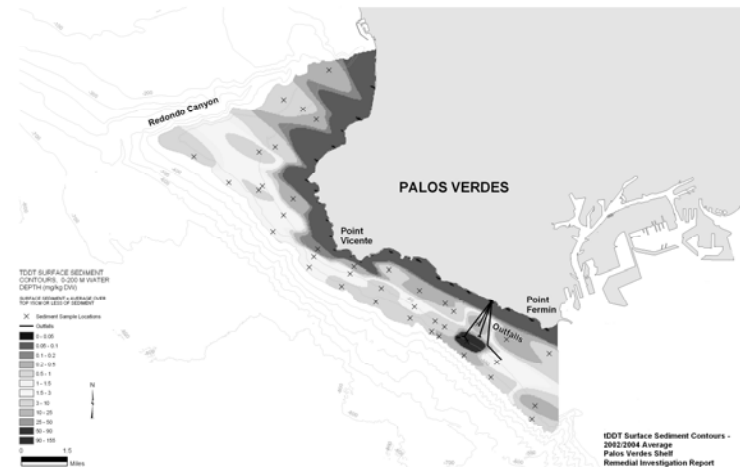 Redondo Canyon
PALOS VERDES
Point
Vicente
Point
Fermin
Outfalls
TDDT SURFACE SEDIMENT
CONTOURS, 0-200 M WATER
DEPTH (mg/kg DW)
Sediment Sample Locations
Outfalls
0 - 0.05
0.05 - 0.1
0.1 - 0.2
0.2 - 0.5
0.5 - 1
1 - 1.5
1.5 - 3
3 - 10
10 - 25
25 - 50
50 - 90
90 - 155
N
0 1.5
Miles
tDDT Surface Sediment Contours -
2002/2004 Average
Palos Verdes Shelf
Remedial Investigation Report